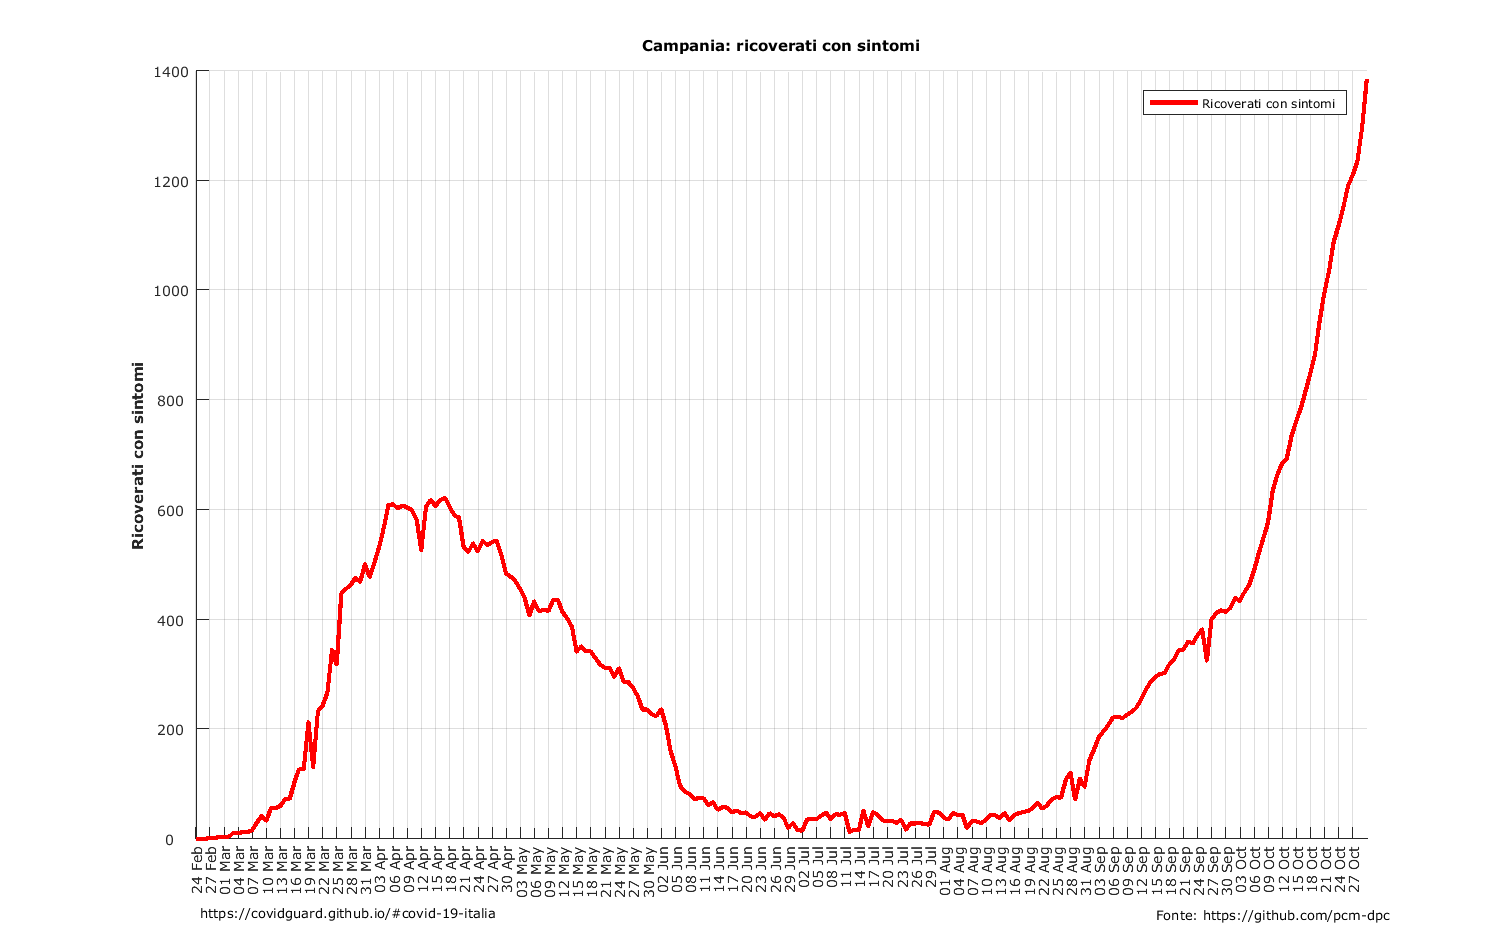 Campania: ricoverati con sintomi
Ricoverati con sintomi
Ricoverati con sintomi
1400
1200
1000
800
600
400
200
0
24 Feb
27 Feb
01 Mar
04 Mar
07 Mar
10 Mar
13 Mar
16 Mar
19 Mar
22 Mar
25 Mar
28 Mar
31 Mar
03 Apr
06 Apr
09 Apr
12 Apr
15 Apr
18 Apr
21 Apr
24 Apr
27 Apr
30 Apr
03 May
06 May
09 May
12 May
15 May
18 May
21 May
24 May
27 May
30 May
02 Jun
05 Jun
08 Jun
11 Jun
14 Jun
17 Jun
20 Jun
23 Jun
26 Jun
29 Jun
02 Jul
05 Jul
08 Jul
11 Jul
14 Jul
17 Jul
20 Jul
23 Jul
26 Jul
29 Jul
01 Aug
04 Aug
07 Aug
10 Aug
13 Aug
16 Aug
19 Aug
22 Aug
25 Aug
28 Aug
31 Aug
03 Sep
06 Sep
09 Sep
12 Sep
15 Sep
18 Sep
21 Sep
24 Sep
27 Sep
30 Sep
03 Oct
06 Oct
09 Oct
12 Oct
15 Oct
18 Oct
21 Oct
24 Oct
27 Oct
https://covidguard.github.io/#covid-19-italia
Fonte: https://github.com/pcm-dpc